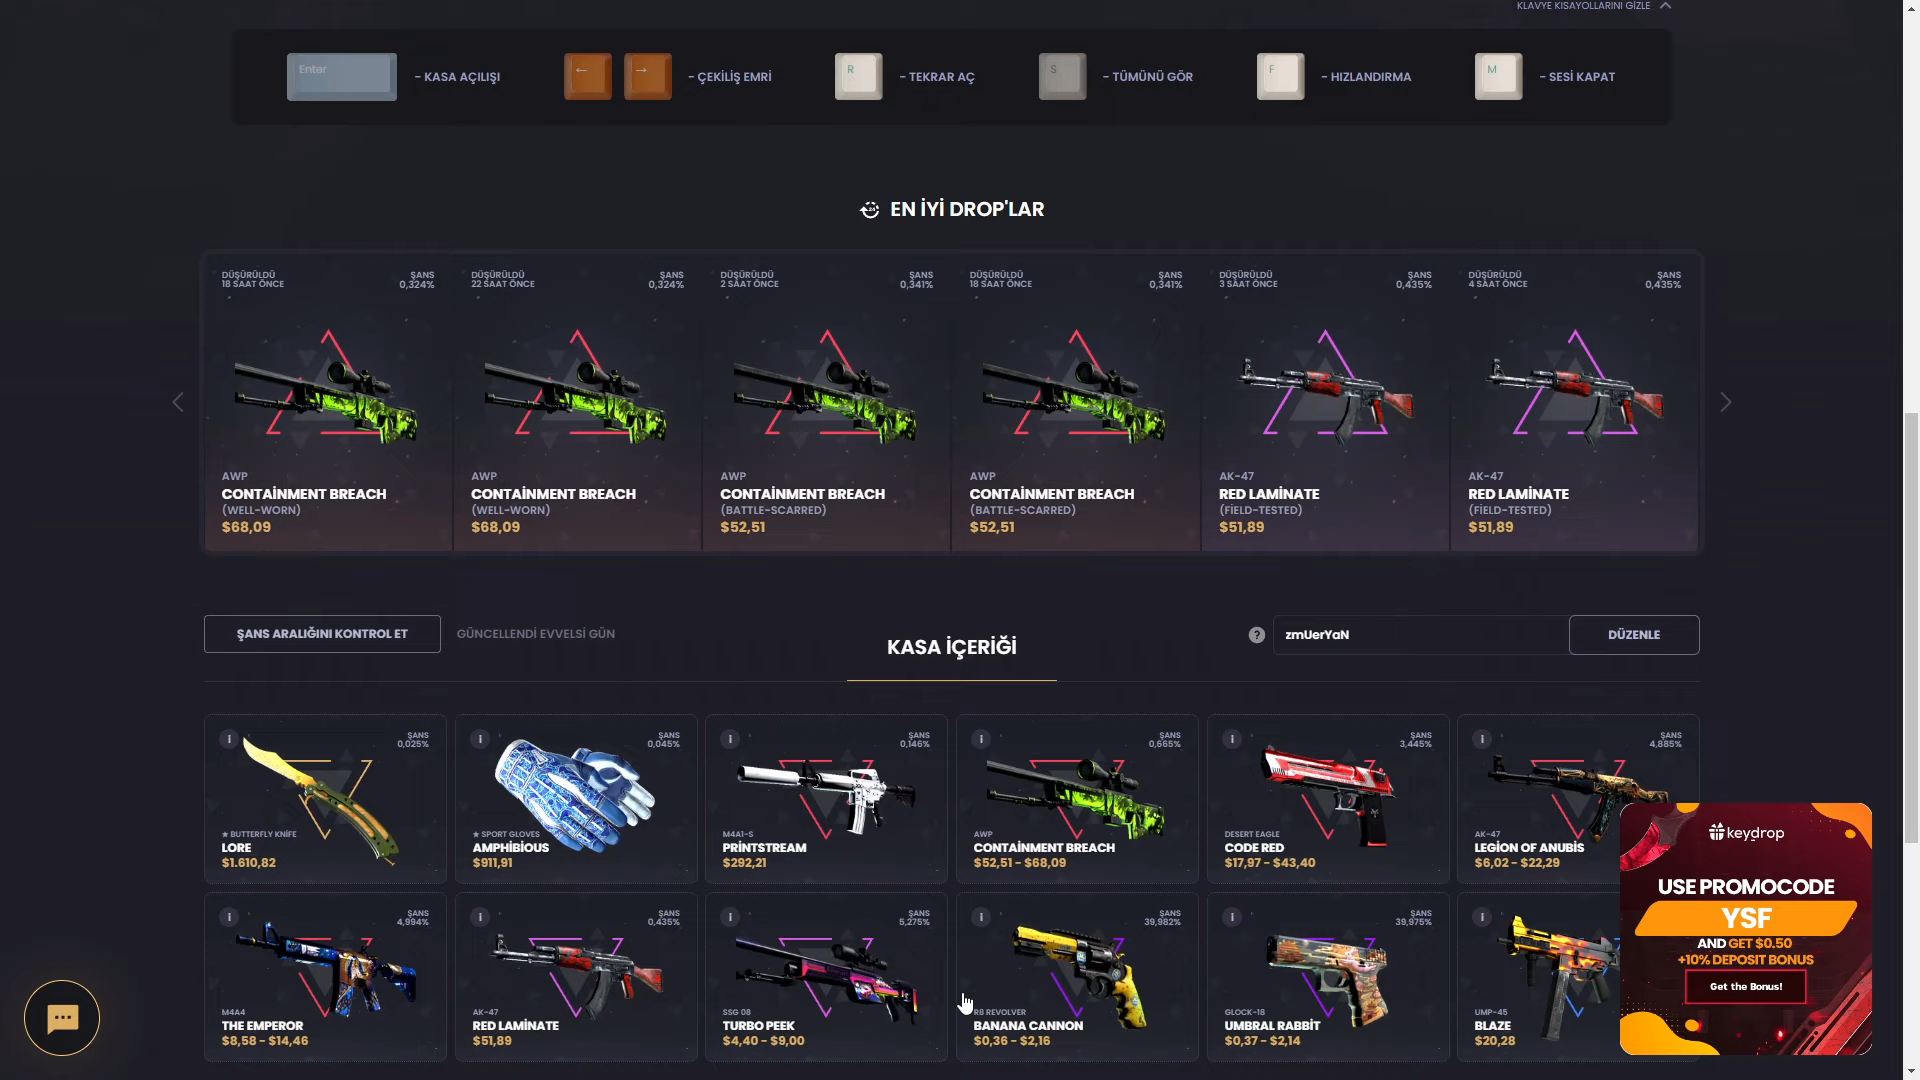 KLAVYE KISAYOLLARINI GİZLE
Enter
- KASA AÇILIŞI
← → - ÇEKİLİŞ EMRİ
R - TEKRAR AÇ
S - TÜMÜNÜ GÖR
F - HIZLANDIRMA
M - SESİ KAPAT
EN İYİ DROP'LAR
DÜŞÜRÜLDÜ
18 SAAT ÖNCE
ŞANS
0,324%
AWP
CONTAİNMENT BREACH
(WELL-WORN)
$68,09
DÜŞÜRÜLDÜ
22 SAAT ÖNCE
ŞANS
0,324%
AWP
CONTAİNMENT BREACH
(WELL-WORN)
$68,09
DÜŞÜRÜLDÜ
2 SAAT ÖNCE
ŞANS
0,341%
AWP
CONTAİNMENT BREACH
(BATTLE-SCARRED)
$52,51
DÜŞÜRÜLDÜ
18 SAAT ÖNCE
ŞANS
0,341%
AWP
CONTAİNMENT BREACH
(BATTLE-SCARRED)
$52,51
DÜŞÜRÜLDÜ
3 SAAT ÖNCE
ŞANS
0,435%
AK-47
RED LAMİNATE
(FİELD-TESTED)
$51,89
DÜŞÜRÜLDÜ
4 SAAT ÖNCE
ŞANS
0,435%
AK-47
RED LAMİNATE
(FİELD-TESTED)
$51,89
ŞANS ARALIĞINI KONTROL ET
GÜNCELLENDİ EVVELSİ GÜN
KASA İÇERİĞİ
?
zmUerYaN
DÜZENLE
i
ŞANS
0,025%
★ BUTTERFLY KNİFE
LORE
$1.610,82
i
ŞANS
0,045%
★ SPORT GLOVES
AMPHİBİOUS
$911,91
i
ŞANS
0,146%
M4A1-S
PRİNTSTREAM
$292,21
i
ŞANS
0,665%
AWP
CONTAİNMENT BREACH
$52,51 - $68,09
i
ŞANS
3,445%
DESERT EAGLE
CODE RED
$17,97 - $43,40
i
ŞANS
4,885%
AK-47
LEGİON OF ANUBİS
$6,02 - $22,29
i
ŞANS
4,994%
M4A4
THE EMPEROR
$8,58 - $14,46
i
ŞANS
0,435%
AK-47
RED LAMİNATE
$51,89
i
ŞANS
5,275%
SSG 08
TURBO PEEK
$4,40 - $9,00
i
ŞANS
39,982%
R8 REVOLVER
BANANA CANNON
$0,36 - $2,16
i
ŞANS
39,975%
GLOCK-18
UMBRAL RABBİT
$0,37 - $2,14
i
UMP-45
BLAZE
$20,28
keydrop
USE PROMOCODE
YSF
AND GET $0.50
+10% DEPOSIT BONUS
Get the Bonus!